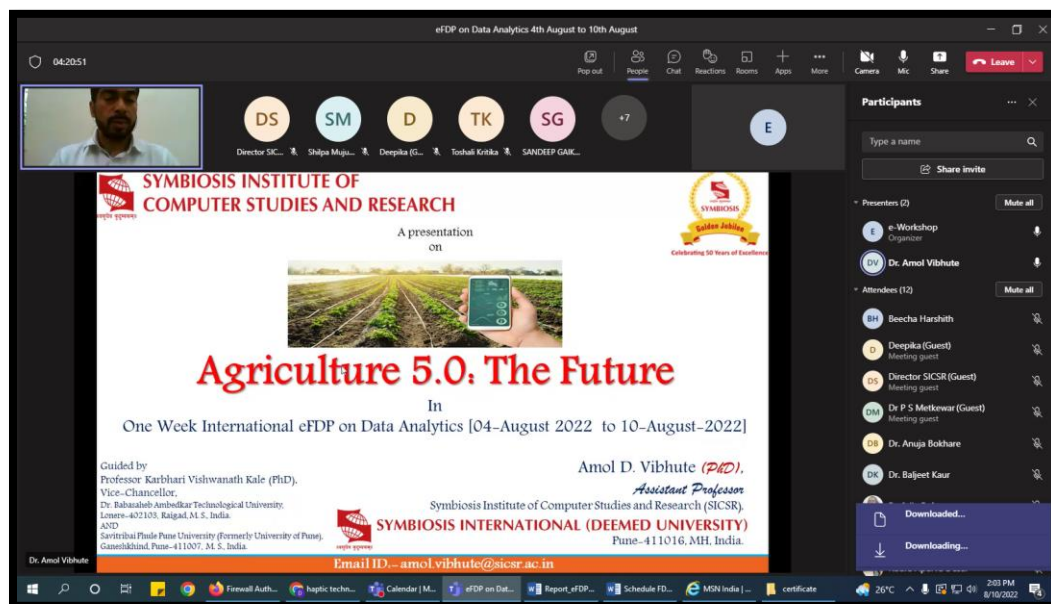 eFDP on Data Analytics 4th August to 10th August
04:20:51
Pop out
People
Chat
Reactions
Rooms
Apps
More
Camera
Mic
Share
Leave
DS
SM
D
TK
SG
+7
E
Director SIC...
Shilpa Muju...
Deepika (G...
Toshali Kritika
SANDEEP GAIK...
SYMBIOSIS INSTITUTE OF
COMPUTER STUDIES AND RESEARCH
SYMBIOSIS
Golden Jubilee
Celebrating 50 Years of Excellence
A presentation
on
Agriculture 5.0: The Future
In
One Week International eFDP on Data Analytics [04-August 2022 to 10-August-2022]
Guided by
Professor Karbhari Vishwanath Kale (PhD),
Vice-Chancellor,
Dr. Babasaheb Ambedkar Technological University,
Lonere-402103, Raigad, M. S., India.
AND
Savitribai Phule Pune University (Formerly University of Pune),
Ganeshkhind, Pune-411007, M. S., India.
Amol D. Vibhute (PhD),
Assistant Professor
Symbiosis Institute of Computer Studies and Research (SICSR),
SYMBIOSIS INTERNATIONAL (DEEMED UNIVERSITY)
Pune-411016, MH, India.
Email ID.- amol.vibhute@sicsr.ac.in
Dr. Amol Vibhute
Participants
Type a name
Share invite
Presenters (2)
Mute all
E
e-Workshop
Organizer
DV
Dr. Amol Vibhute
Attendees (12)
Mute all
BH
Beecha Harshith
D
Deepika (Guest)
Meeting guest
DS
Director SICSR (Guest)
Meeting guest
DM
Dr P S Metkewar (Guest)
Meeting guest
DB
Dr. Anuja Bokhare
DK
Dr. Baljeet Kaur
Downloaded...
Downloading...
Firewall Auth...
haptic techn...
Calendar | M...
eFDP on Dat...
Report_eFDP...
Schedule FD...
MSN India | ...
certificate
26°C
2:03 PM
8/10/2022